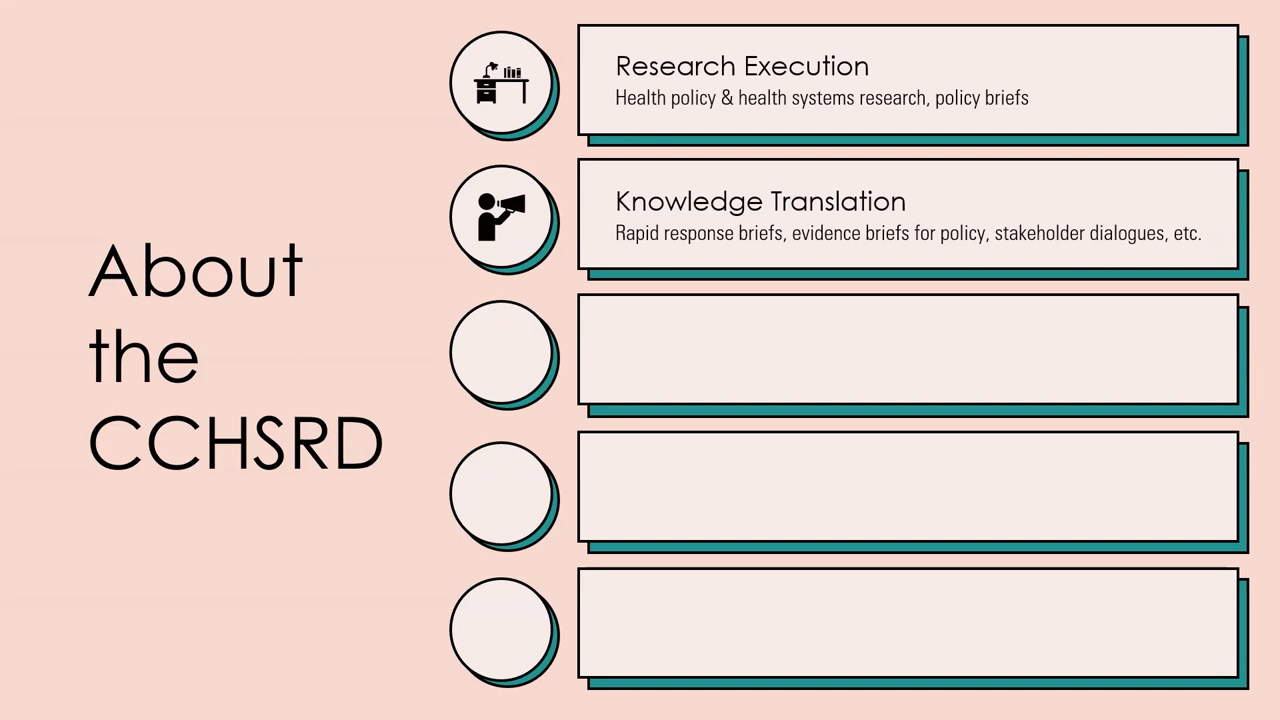 About
the
CCHSRD
Research Execution
Health policy & health systems research, policy briefs
Knowledge Translation
Rapid response briefs, evidence briefs for policy, stakeholder dialogues, etc.